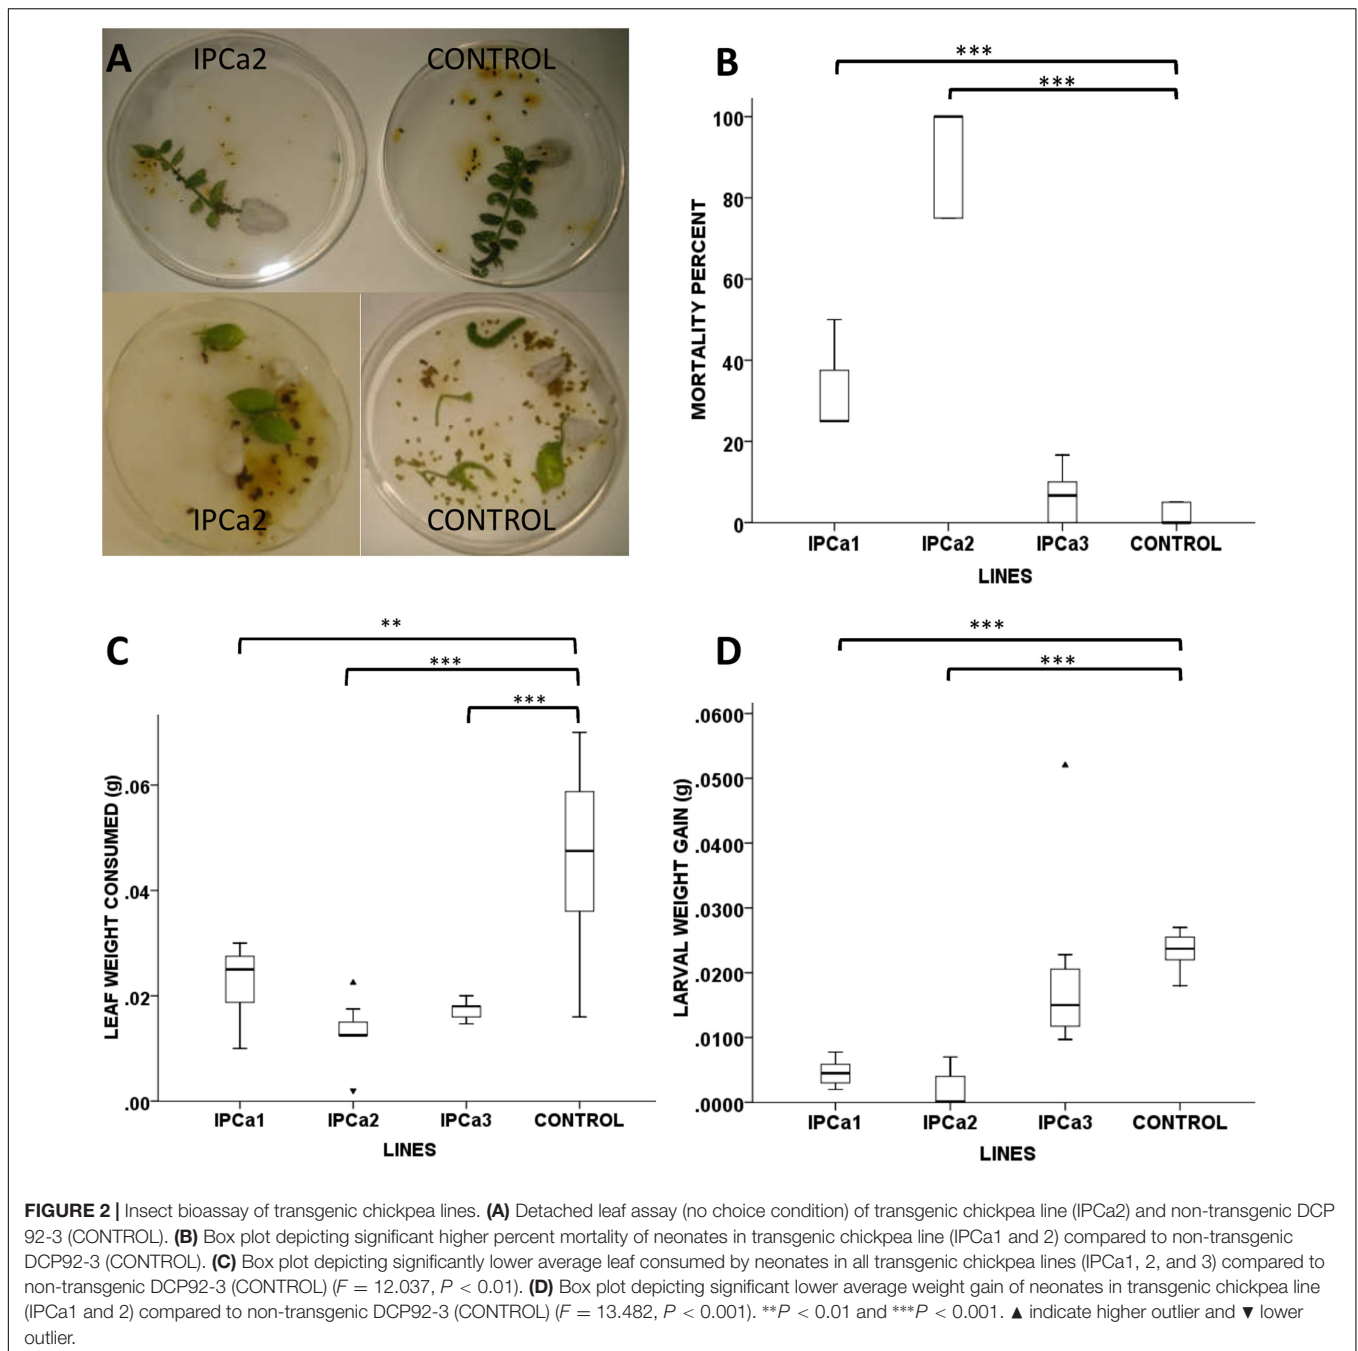 A
IPCa2
CONTROL
IPCa2
CONTROL
B
***
***
MORTALITY PERCENT
100
80
60
40
20
0
IPCa1 IPCa2 IPCa3 CONTROL
LINES
C
**
***
***
LEAF WEIGHT CONSUMED (g)
.06
.04
.02
.00
IPCa1 IPCa2 IPCa3 CONTROL
LINES
D
***
***
LARVAL WEIGHT GAIN (g)
.0600
.0500
.0400
.0300
.0200
.0100
.0000
IPCa1 IPCa2 IPCa3 CONTROL
LINES
FIGURE 2 | Insect bioassay of transgenic chickpea lines. (A) Detached leaf assay (no choice condition) of transgenic chickpea line (IPCa2) and non-transgenic DCP
92-3 (CONTROL). (B) Box plot depicting significant higher percent mortality of neonates in transgenic chickpea line (IPCa1 and 2) compared to non-transgenic
DCP92-3 (CONTROL). (C) Box plot depicting significantly lower average leaf consumed by neonates in all transgenic chickpea lines (IPCa1, 2, and 3) compared to
non-transgenic DCP92-3 (CONTROL) (F = 12.037, P < 0.01). (D) Box plot depicting significant lower average weight gain of neonates in transgenic chickpea line
(IPCa1 and 2) compared to non-transgenic DCP92-3 (CONTROL) (F = 13.482, P < 0.001). **P < 0.01 and ***P < 0.001. ▲ indicate higher outlier and ▼ lower
outlier.